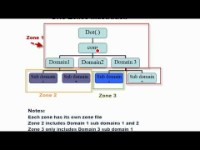 Zone 1
Dot(.)
com
Domain1
Domain2
Domain 3
Sub domain
Sub domain
Sub domain
Sub domain
Zone 2
Zone 3
Notes:
Each zone has its own zone file
Zone 2 includes Domain 1 sub domains 1 and 2
Zone 3 only includes Domain 3 sub domain 1